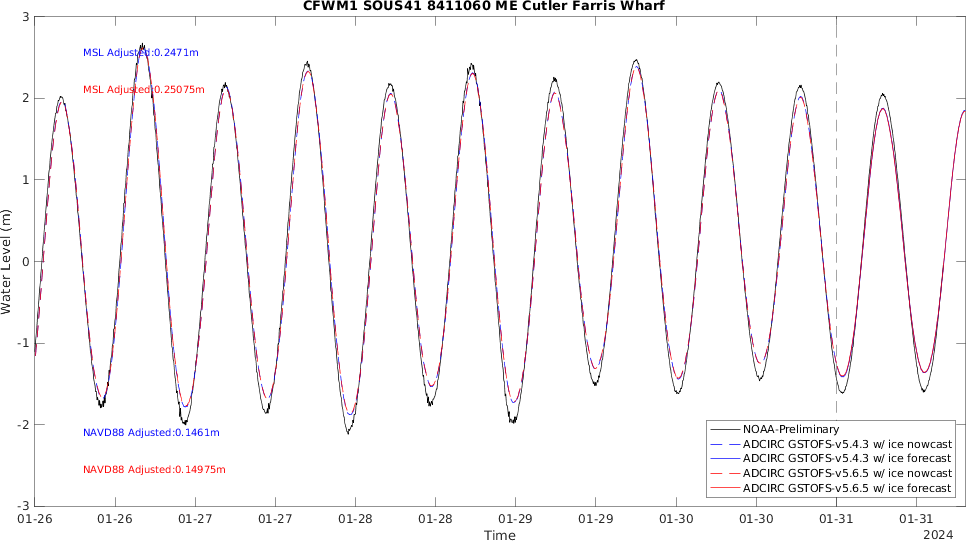 CFWM1 SOUS41 8411060 ME Cutler Farris Wharf
3
MSL Adjusted:0.2471m
MSL Adjusted:0.25075m
2
1
0
-1
-2
-3
Water Level (m)
NAVD88 Adjusted:0.1461m
NAVD88 Adjusted:0.14975m
NOAA-Preliminary
ADCIRC GSTOFS-v5.4.3 w/ ice nowcast
ADCIRC GSTOFS-v5.4.3 w/ ice forecast
ADCIRC GSTOFS-v5.6.5 w/ ice nowcast
ADCIRC GSTOFS-v5.6.5 w/ ice forecast
01-26 01-26 01-27 01-27 01-28 01-28 01-29 01-29 01-30 01-30 01-31 01-31
Time
2024